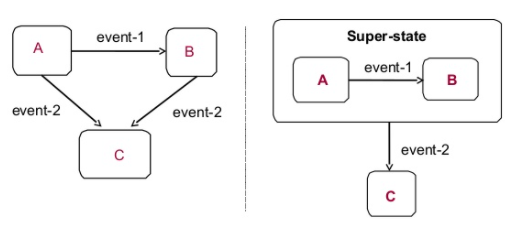 event-1
A
B
event-2
event-2
C
Super-state
event-1
A
B
event-2
C